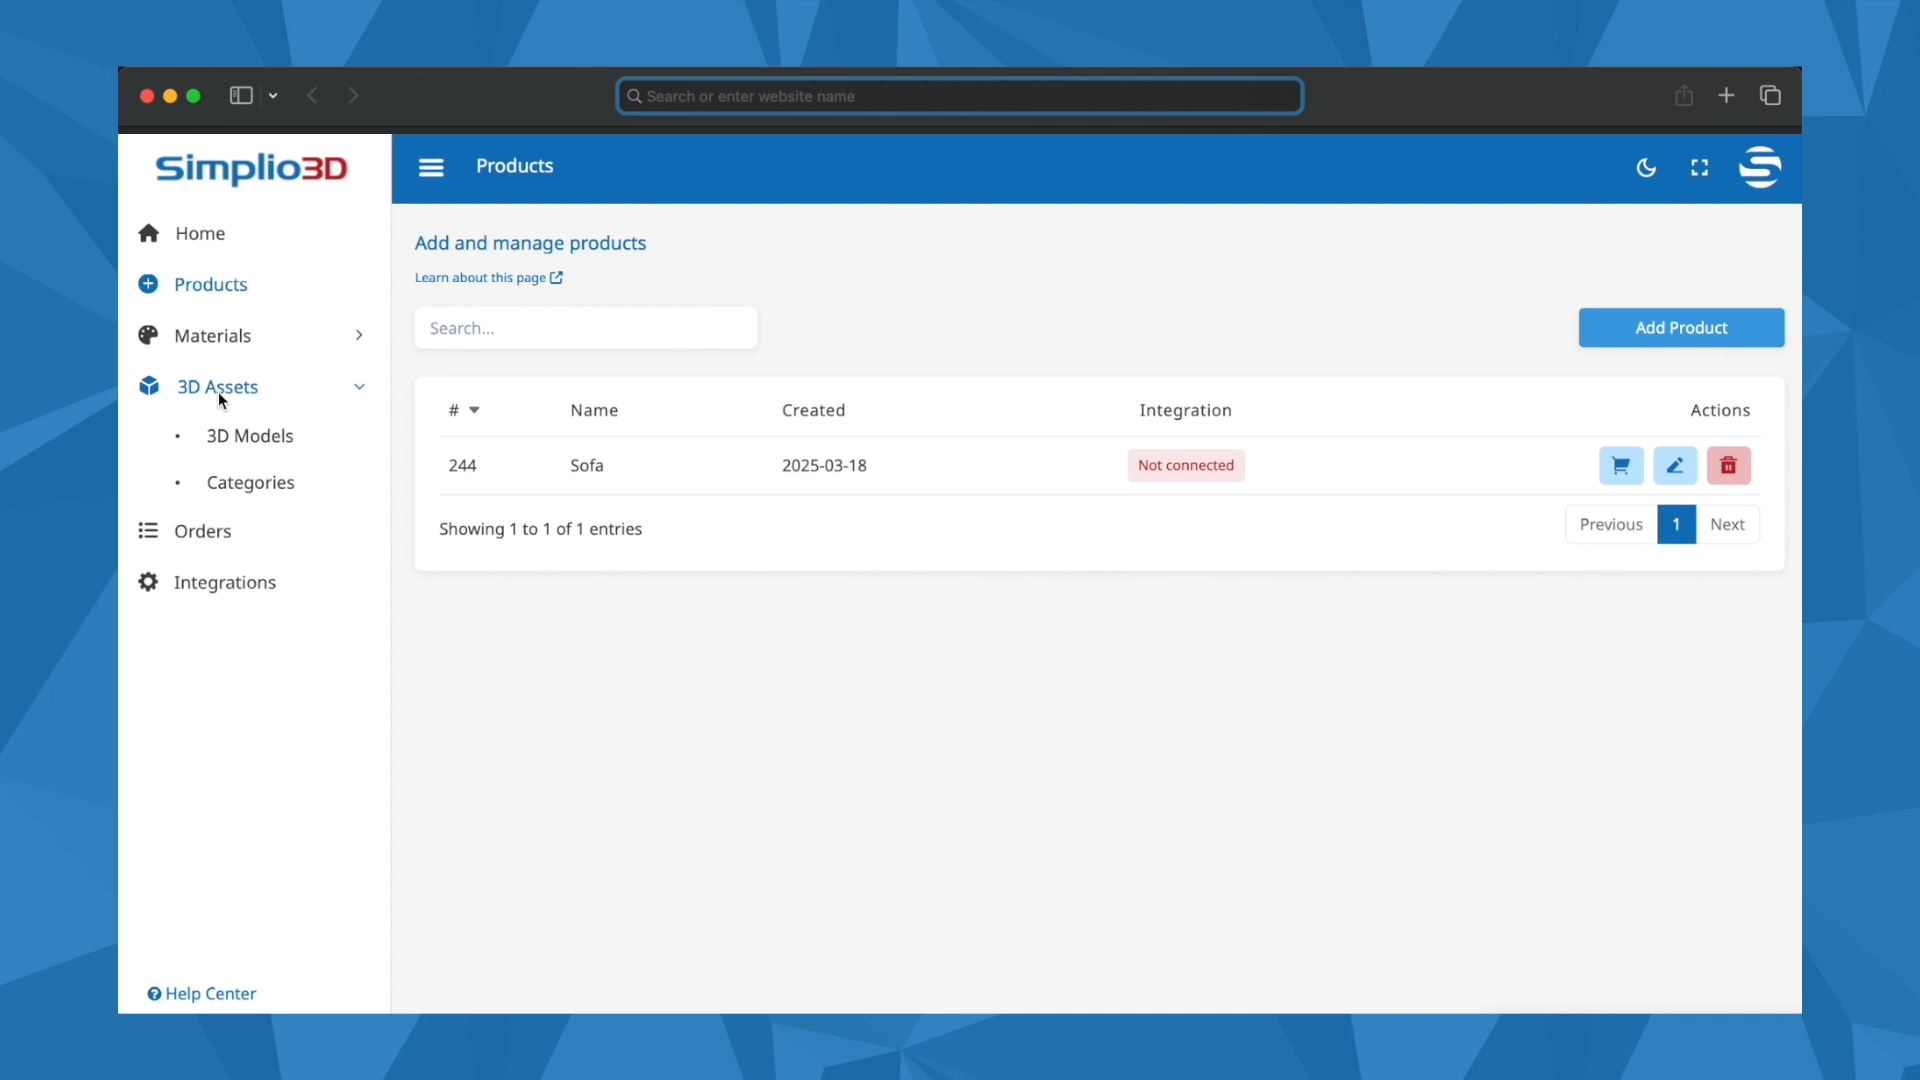 Search or enter website name
Simplio3D
Products
Home
Products
Materials
3D Assets
• 3D Models
• Categories
Orders
Integrations
Help Center
Add and manage products
Learn about this page
Search...
Add Product
# Name Created Integration Actions
244 Sofa 2025-03-18 Not connected
Showing 1 to 1 of 1 entries
Previous 1 Next